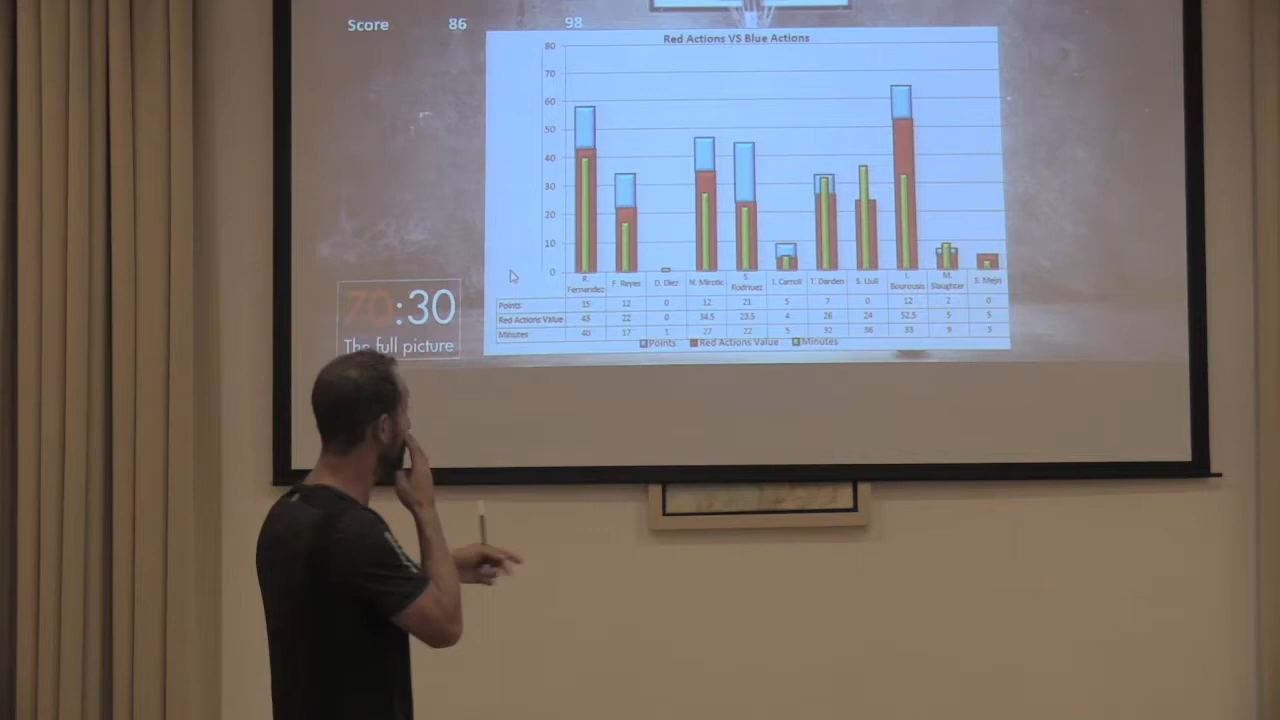 Score 86 98
Red Actions VS Blue Actions
80
70
60
50
40
30
20
10
0
R. Fernandez F. Reyes D. Diez N. Mirotic S. Rodriuez J. Carroll T. Darden S. Llull I. Bourousis M. Slaughter S. Mejri
Points 15 12 0 12 21 5 7 0 12 2 0
Red Actions Value 43 22 0 34.5 23.5 4 26 24 52.5 5 5
Minutes 40 17 1 27 22 5 32 36 33 9 3
Points Red Actions Value Minutes
70:30
The full picture